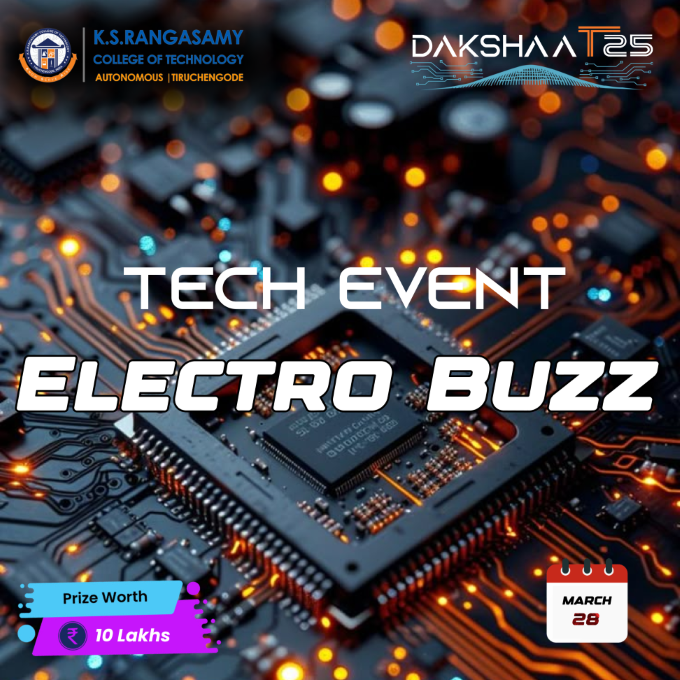 K.S.RANGASAMY
COLLEGE OF TECHNOLOGY
AUTONOMOUS | TIRUCHENGODE
DAKSHAA T25
TECH EVENT
ELECTRO BUZZ
Prize Worth
₹ 10 Lakhs
MARCH
28